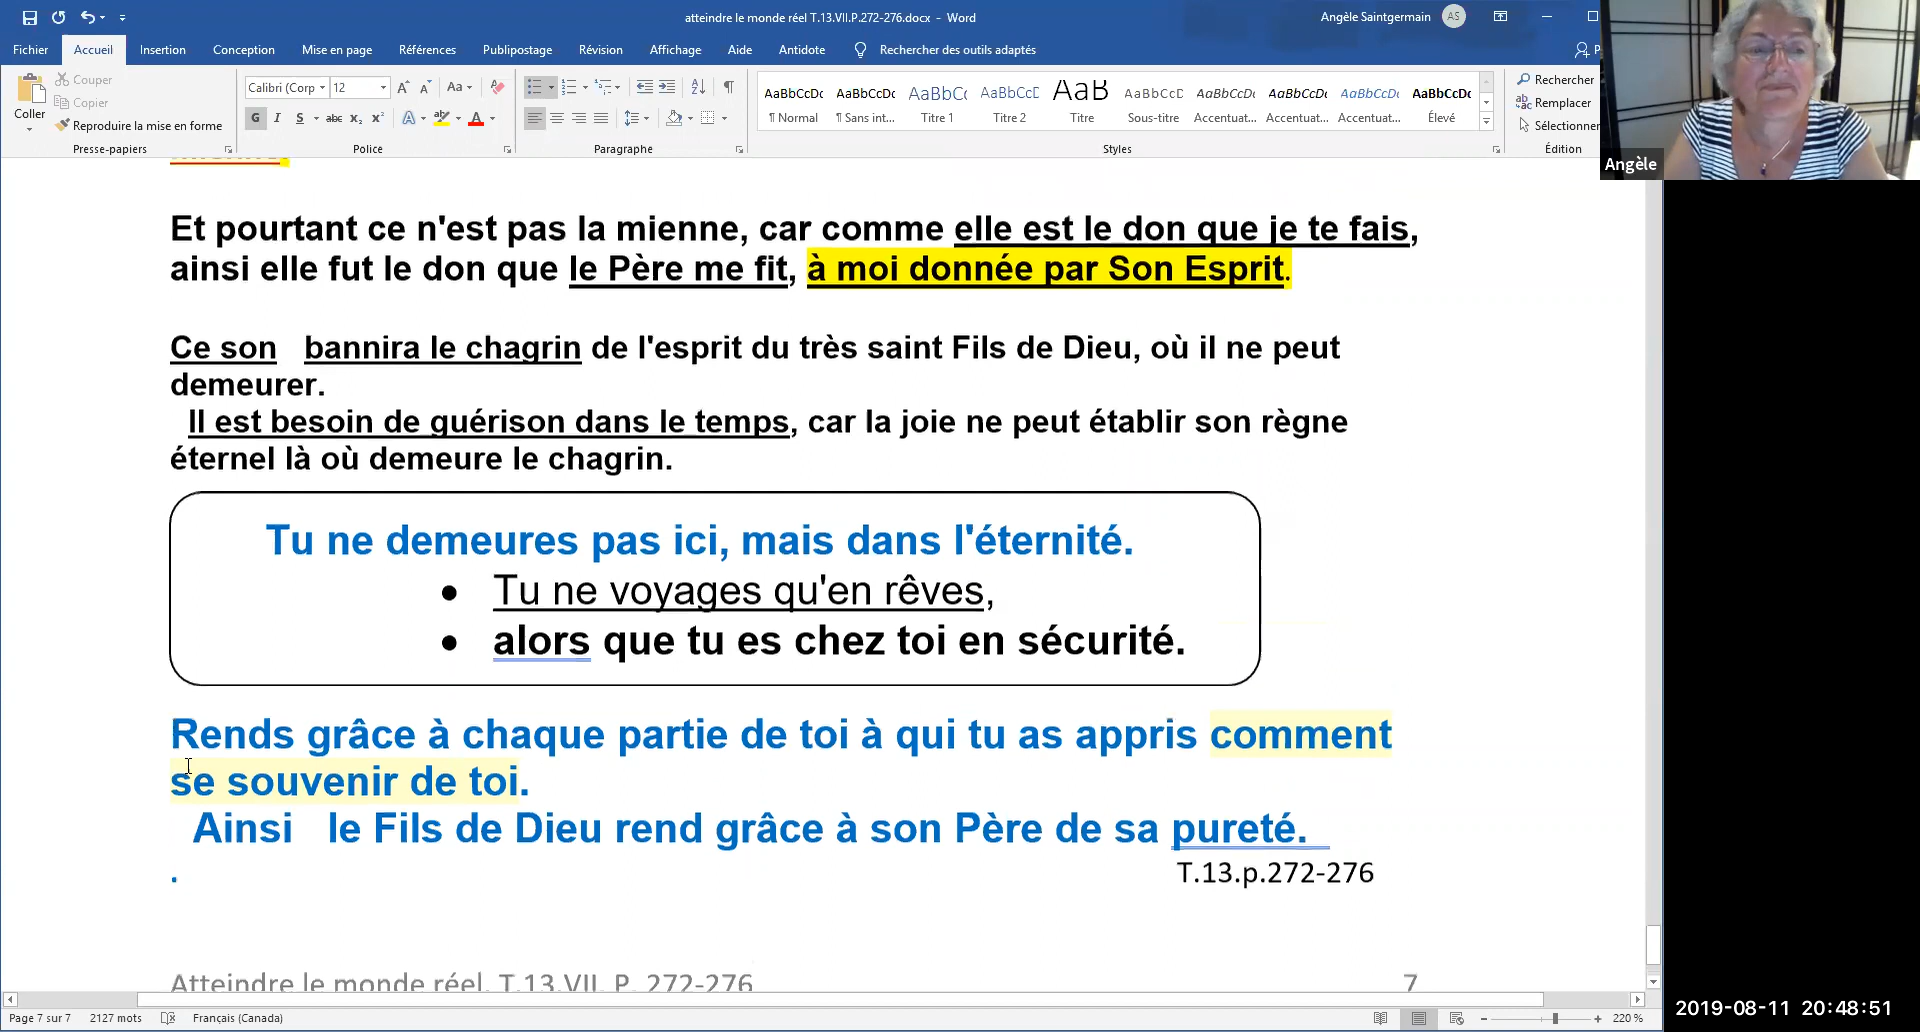 atteindre le monde réel T.13.VII.P.272-276.docx - Word
Angèle Saintgermain AS
Fichier Accueil Insertion Conception Mise en page Références Publipostage Révision Affichage Aide Antidote Rechercher des outils adaptés
Coller
Couper
Copier
Reproduire la mise en forme
Presse-papiers
Calibri (Corp 12
Police
Paragraphe
AaBbCcDc AaBbCcDc AaBbC( AaBbCcE AaB AaBbCcD AaBbCcDc AaBbCcDc AaBbCcDc AaBbCcDc
¶ Normal ¶ Sans int... Titre 1 Titre 2 Titre Sous-titre Accentuat... Accentuat... Accentuat... Élevé
Styles
Rechercher
Remplacer
Sélectionner
Édition
Angèle
Et pourtant ce n'est pas la mienne, car comme elle est le don que je te fais,
ainsi elle fut le don que le Père me fit, à moi donnée par Son Esprit.
Ce son bannira le chagrin de l'esprit du très saint Fils de Dieu, où il ne peut
demeurer.
Il est besoin de guérison dans le temps, car la joie ne peut établir son règne
éternel là où demeure le chagrin.
Tu ne demeures pas ici, mais dans l'éternité.
• Tu ne voyages qu'en rêves,
• alors que tu es chez toi en sécurité.
Rends grâce à chaque partie de toi à qui tu as appris comment
se souvenir de toi.
Ainsi le Fils de Dieu rend grâce à son Père de sa pureté.
.
T.13.p.272-276
Atteindre le monde réel. T.13.VII. P. 272-276 7
Page 7 sur 7 2127 mots Français (Canada) 220 %
2019-08-11 20:48:51